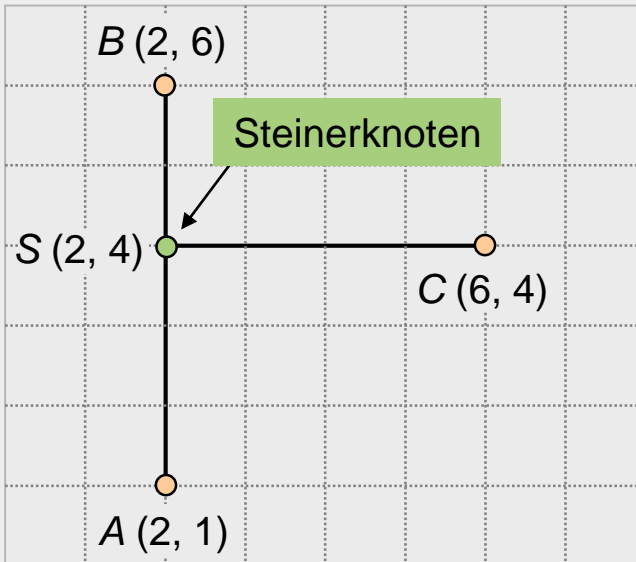 B (2, 6)
Steinerknoten
S (2, 4)
C (6, 4)
A (2, 1)